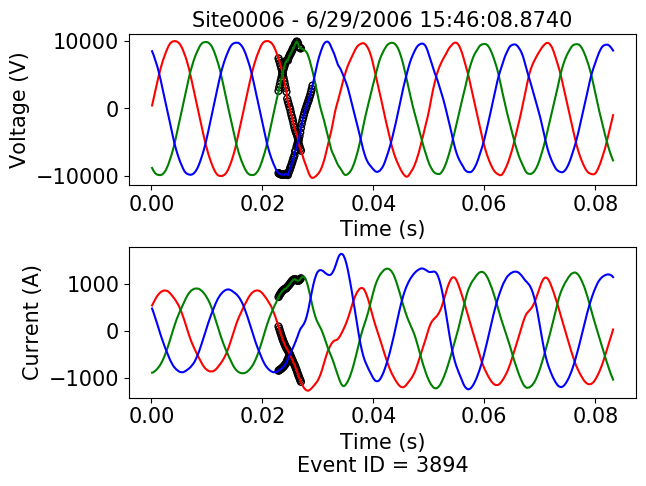 Site0006 - 6/29/2006 15:46:08.8740
Voltage (V)
10000
0
−10000
0.00 0.02 0.04 0.06 0.08
Time (s)
Current (A)
1000
0
−1000
0.00 0.02 0.04 0.06 0.08
Time (s)
Event ID = 3894